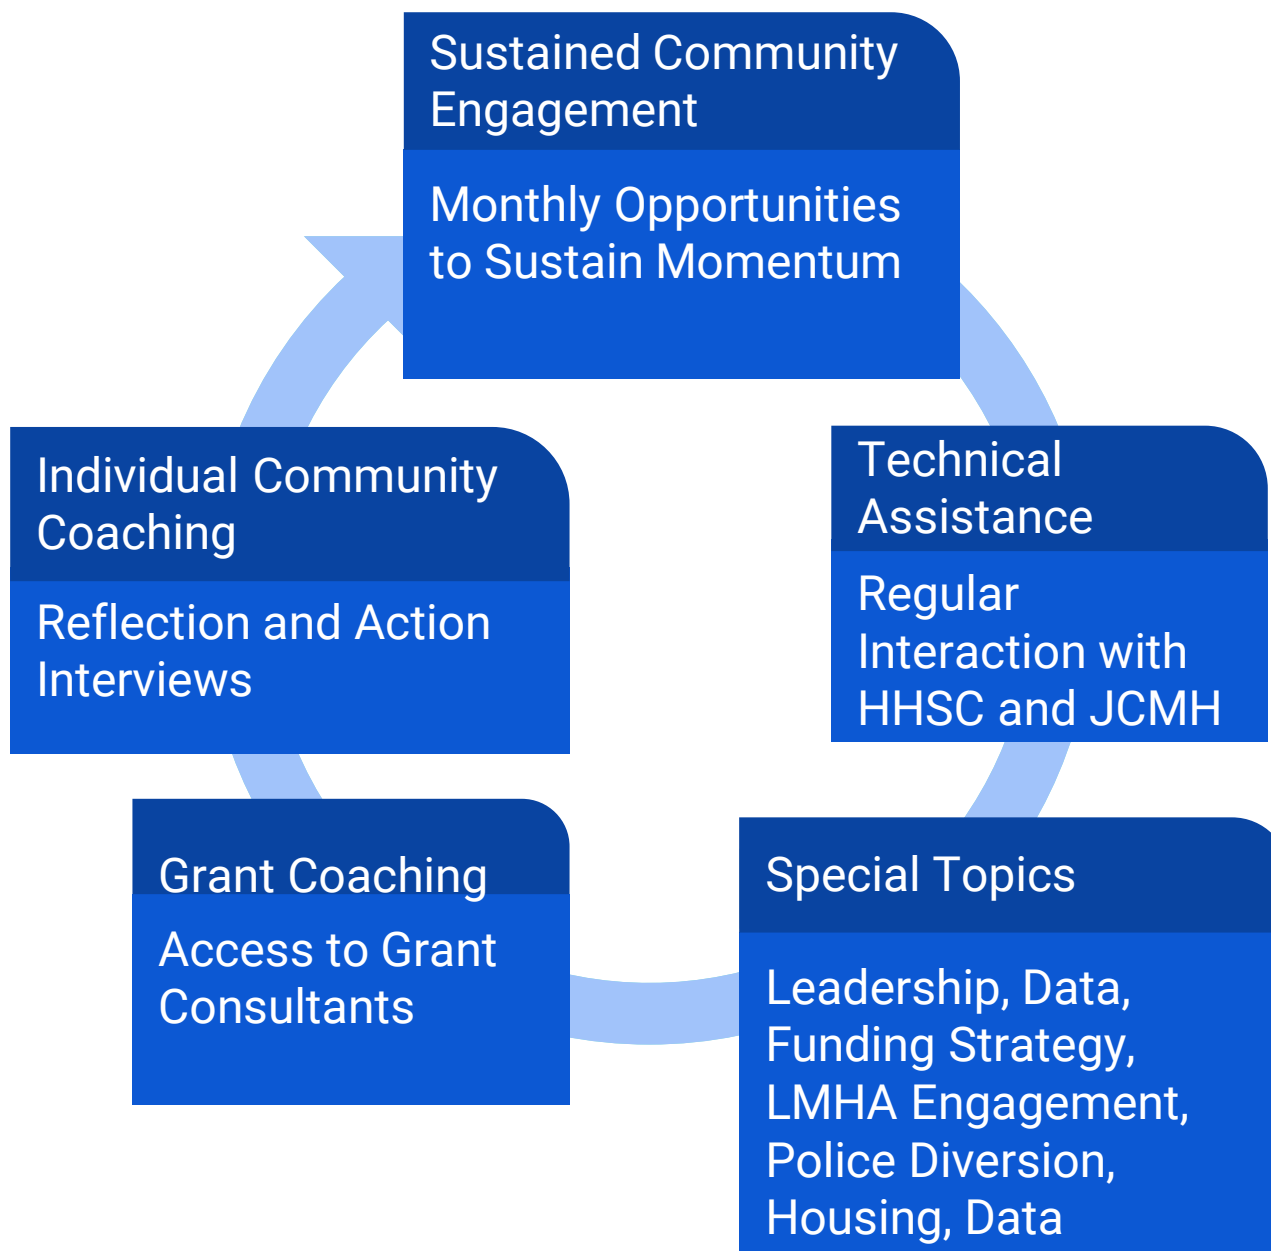 Sustained Community
Engagement
Monthly Opportunities
to Sustain Momentum
Technical
Assistance
Regular
Interaction with
HHSC and JCMH
Special Topics
Leadership, Data,
Funding Strategy,
LMHA Engagement,
Police Diversion,
Housing, Data
Grant Coaching
Access to Grant
Consultants
Individual Community
Coaching
Reflection and Action
Interviews